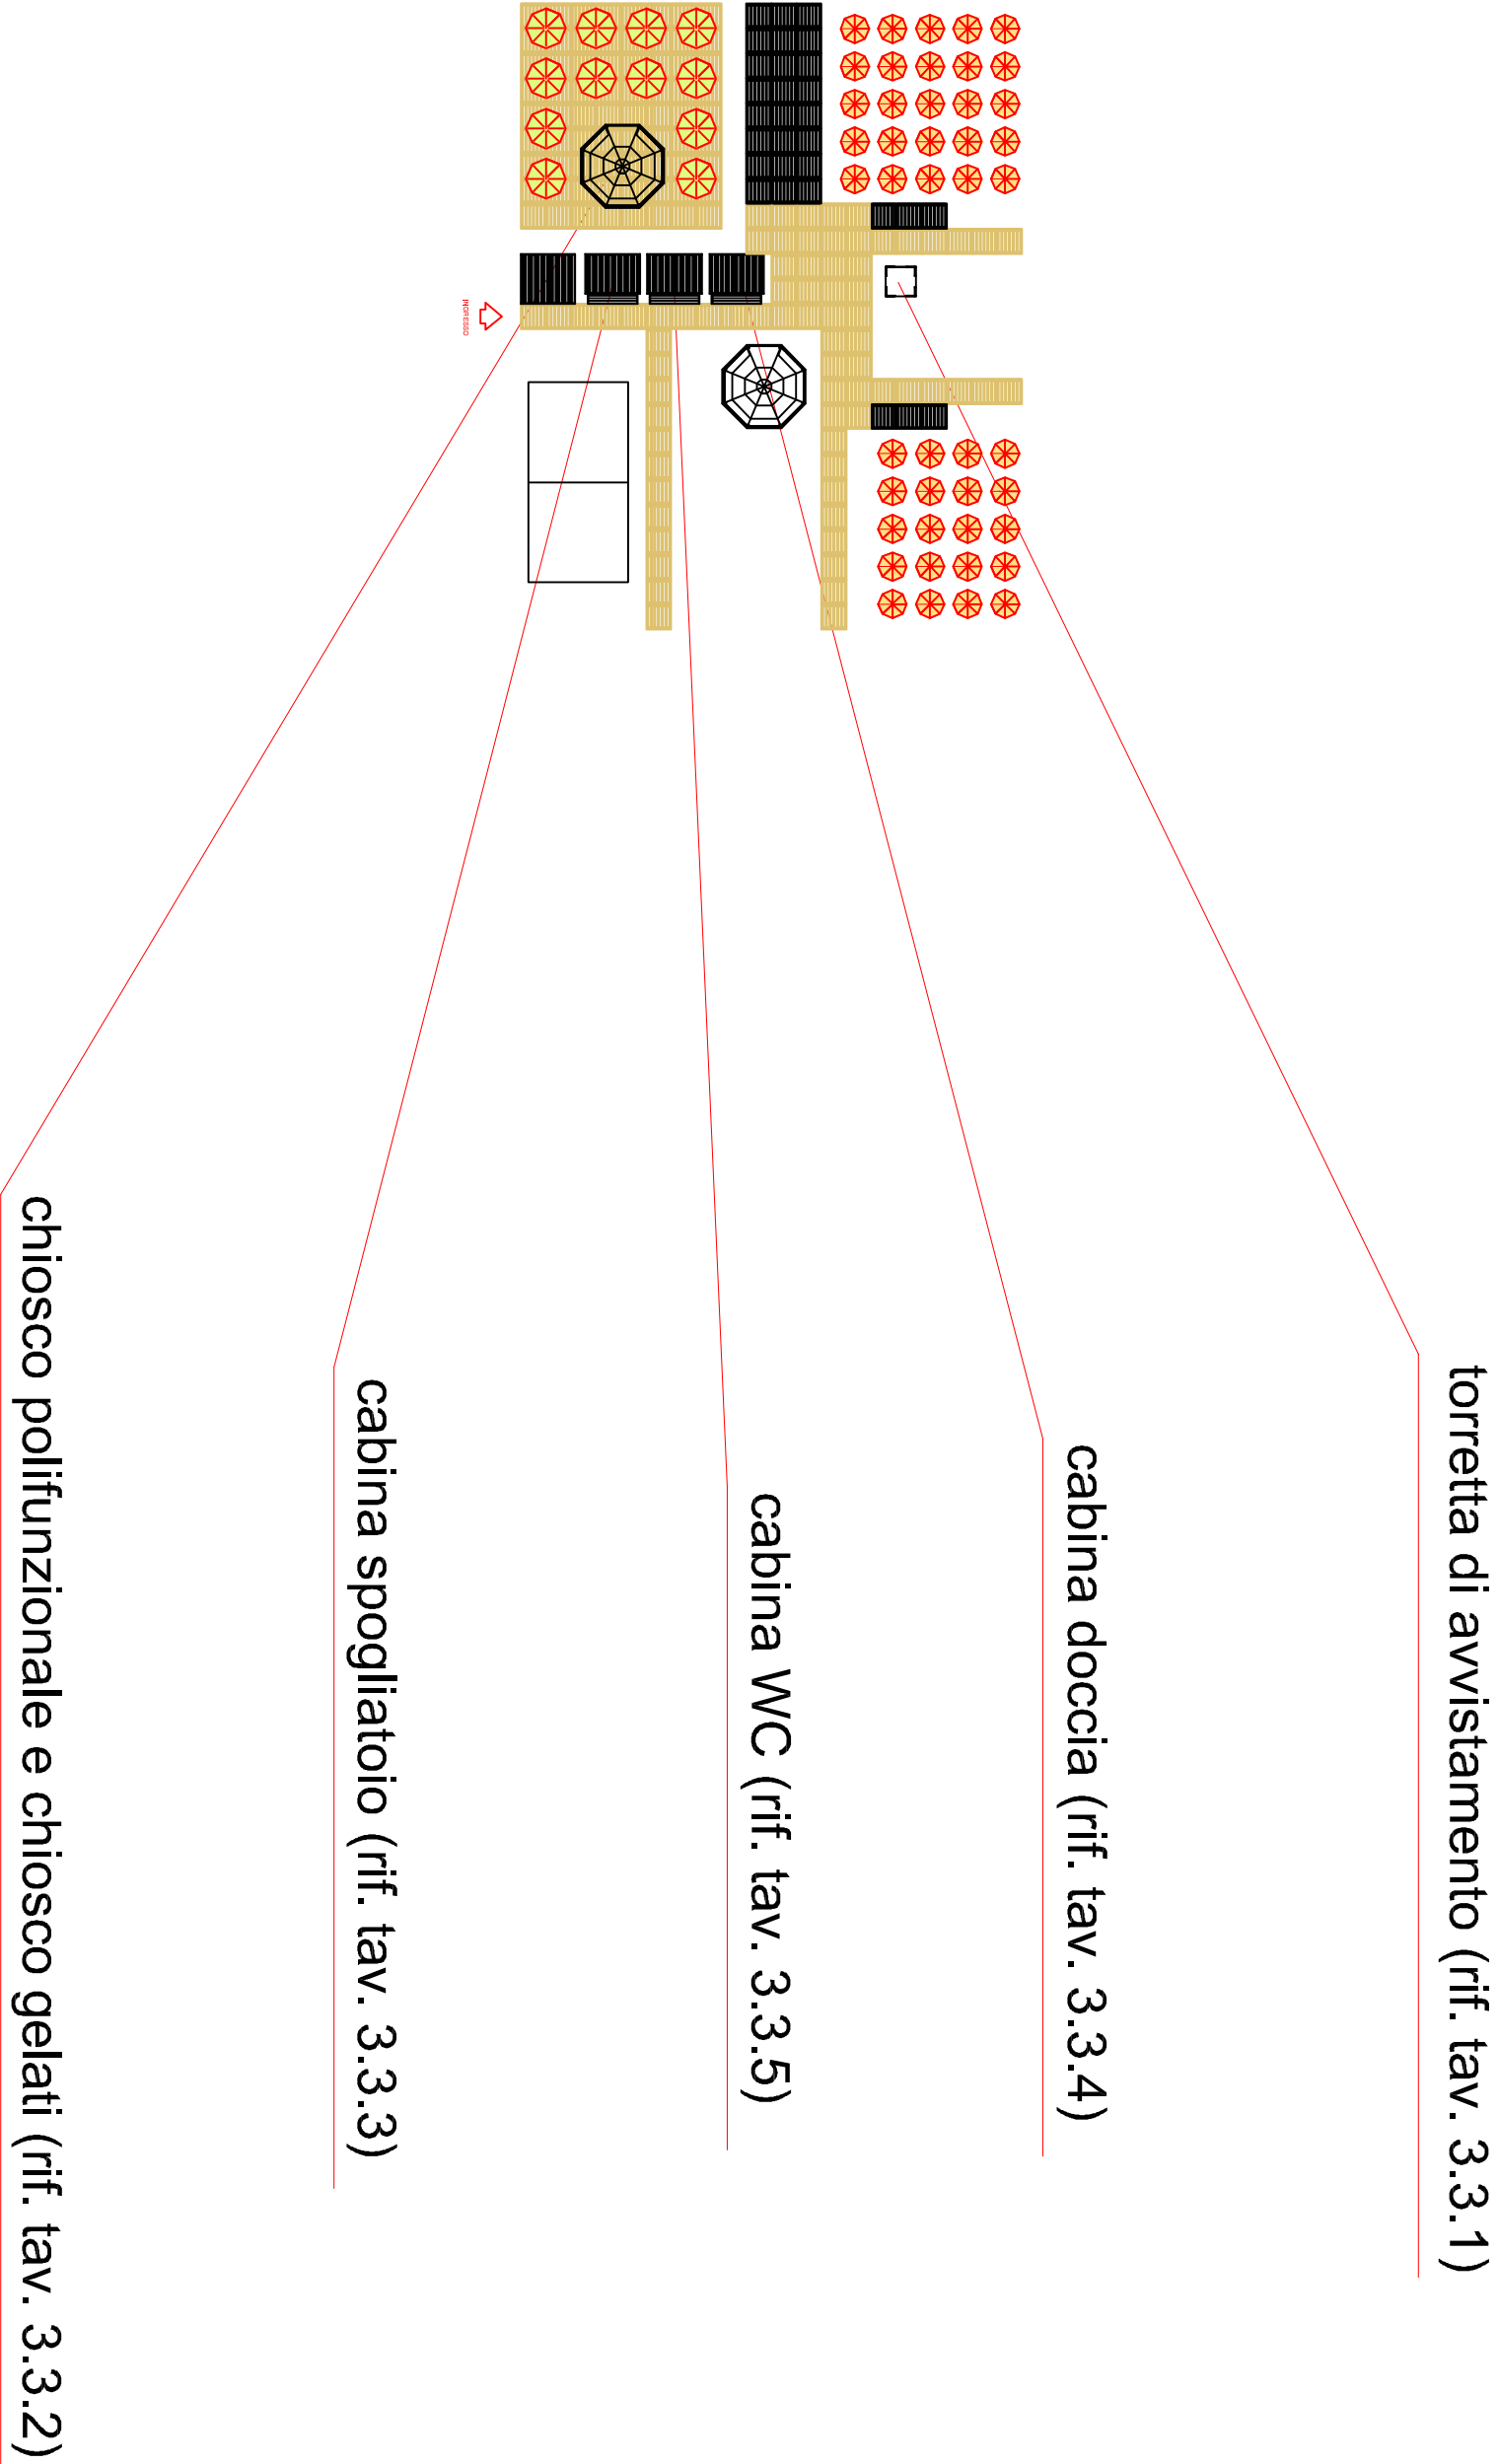 torretta di avvistamento (rif. tav. 3.3.1)
cabina doccia (rif. tav. 3.3.4)
cabina WC (rif. tav. 3.3.5)
cabina spogliatoio (rif. tav. 3.3.3)
chiosco polifunzionale e chiosco gelati (rif. tav. 3.3.2)
INGRESSO